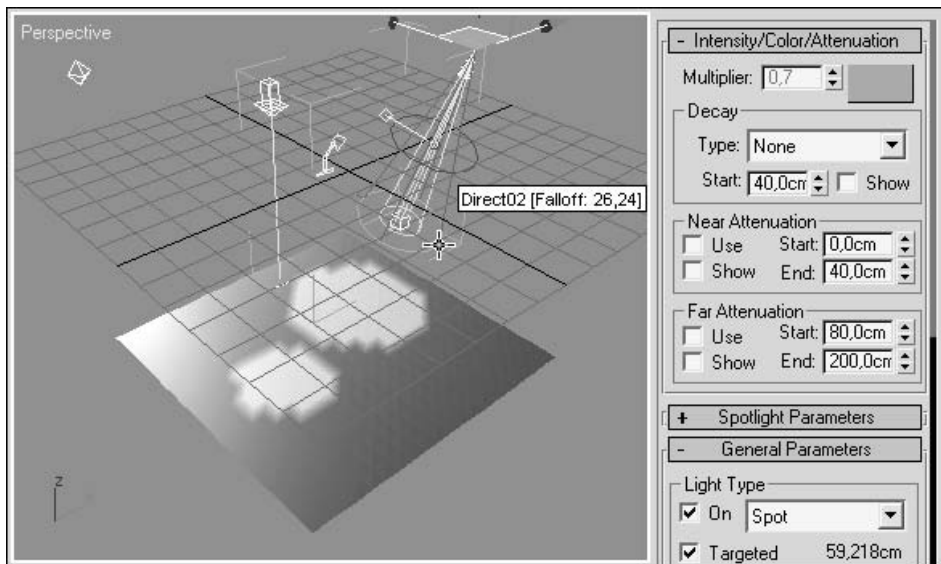 Perspective
Direct02 [Falloff: 26,24]
z
- Intensity/Color/Attenuation
Multiplier: 0,7
Decay
Type: None
Start: 40,0cm Show
Near Attenuation
Use Start: 0,0cm
Show End: 40,0cm
Far Attenuation
Use Start: 80,0cm
Show End: 200,0cm
+ Spotlight Parameters
- General Parameters
Light Type
On Spot
Targeted 59,218cm